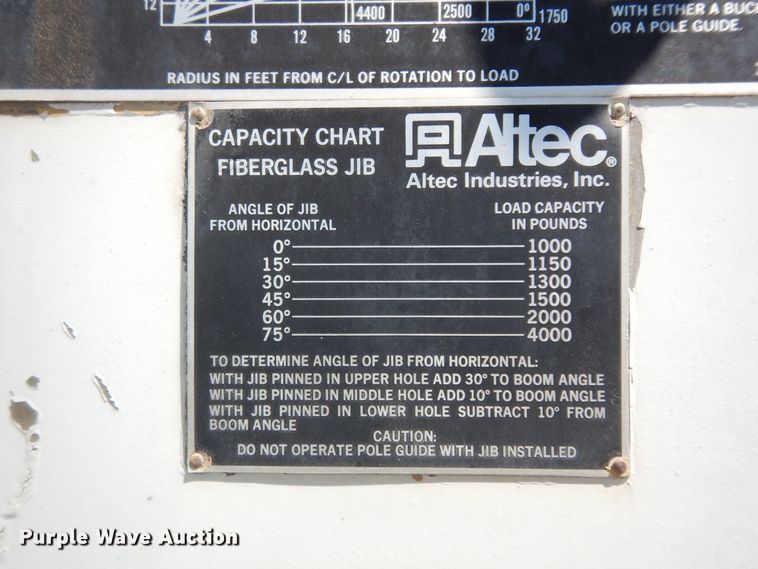 12
4400 2500 0° 1750
4 8 12 16 20 24 28 32
WITH EITHER A
OR A POLE GUIDE.
RADIUS IN FEET FROM C/L OF ROTATION TO LOAD
CAPACITY CHART
FIBERGLASS JIB
Altec®
Altec Industries, Inc.
ANGLE OF JIB
FROM HORIZONTAL
LOAD CAPACITY
IN POUNDS
0° 1000
15° 1150
30° 1300
45° 1500
60° 2000
75° 4000
TO DETERMINE ANGLE OF JIB FROM HORIZONTAL:
WITH JIB PINNED IN UPPER HOLE ADD 30° TO BOOM ANGLE
WITH JIB PINNED IN MIDDLE HOLE ADD 10° TO BOOM ANGLE
WITH JIB PINNED IN LOWER HOLE SUBTRACT 10° FROM
BOOM ANGLE
CAUTION:
DO NOT OPERATE POLE GUIDE WITH JIB INSTALLED
Purple Wave Auction